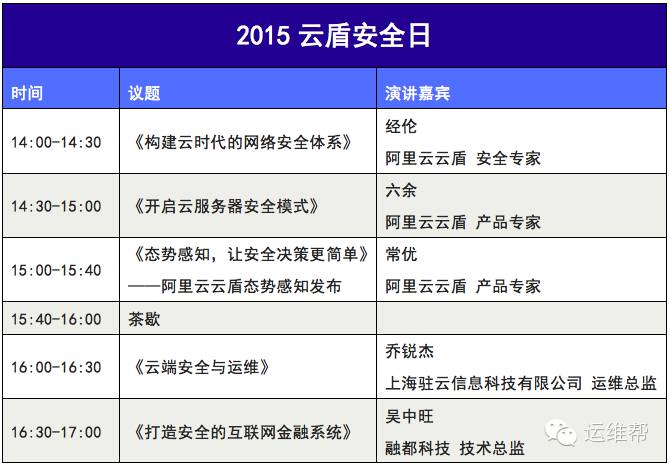 2015 云盾安全日
时间 议题 演讲嘉宾
14:00-14:30 《构建云时代的网络安全体系》 经伦
阿里云云盾 安全专家
14:30-15:00 《开启云服务器安全模式》 六余
阿里云云盾 产品专家
15:00-15:40 《态势感知，让安全决策更简单》 常优
——阿里云云盾态势感知发布 阿里云云盾 产品专家
15:40-16:00 茶歇
16:00-16:30 《云端安全与运维》 乔锐杰
上海驻云信息科技有限公司 运维总监
16:30-17:00 《打造安全的互联网金融系统》 吴中旺
融都科技 技术总监
运维帮